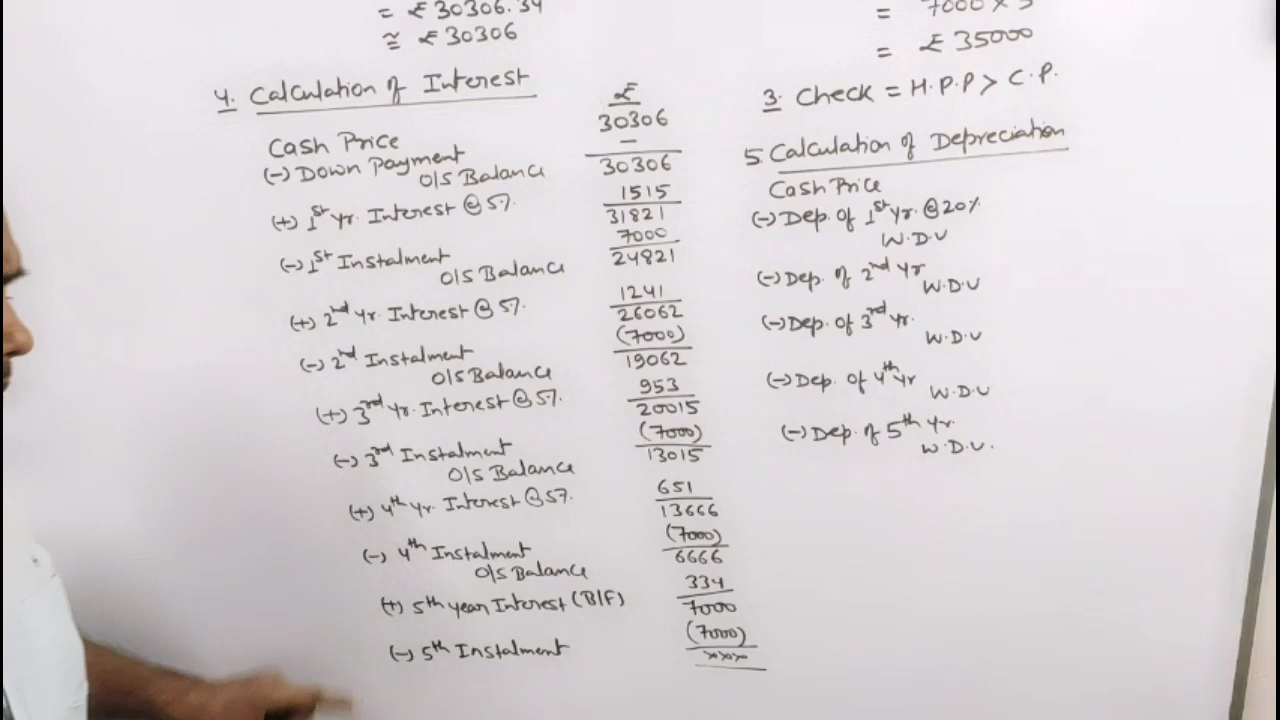 = ₤ 30306.34
≅ ₤ 30306
4. Calculation of Interest
₤
Cash Price 30306
(-) Down Payment –
O/S Balance 30306
(+) 1st Yr. Interest @ 5% 1515
31821
(-) 1st Instalment 7000
O/S Balance 24821
(+) 2nd Yr. Interest @ 5% 1241
26062
(-) 2nd Instalment (7000)
O/S Balance 19062
(+) 3rd Yr. Interest @ 5% 953
20015
(-) 3rd Instalment (7000)
O/S Balance 13015
(+) 4th Yr. Interest @ 5% 651
13666
(-) 4th Instalment (7000)
O/S Balance 6666
(+) 5th year Interest (B/F) 334
7000
(-) 5th Instalment (7000)
xxx
= 7000 × 5
= ₤ 35000
3. Check = H.P.P > C.P.
5. Calculation of Depreciation
Cash Price
(-) Dep. of 1st Yr. @ 20%
W.D.V
(-) Dep. of 2nd Yr
W.D.V
(-) Dep. of 3rd Yr.
W.D.V
(-) Dep. of 4th Yr
W.D.V
(-) Dep. of 5th Yr.
W.D.V.